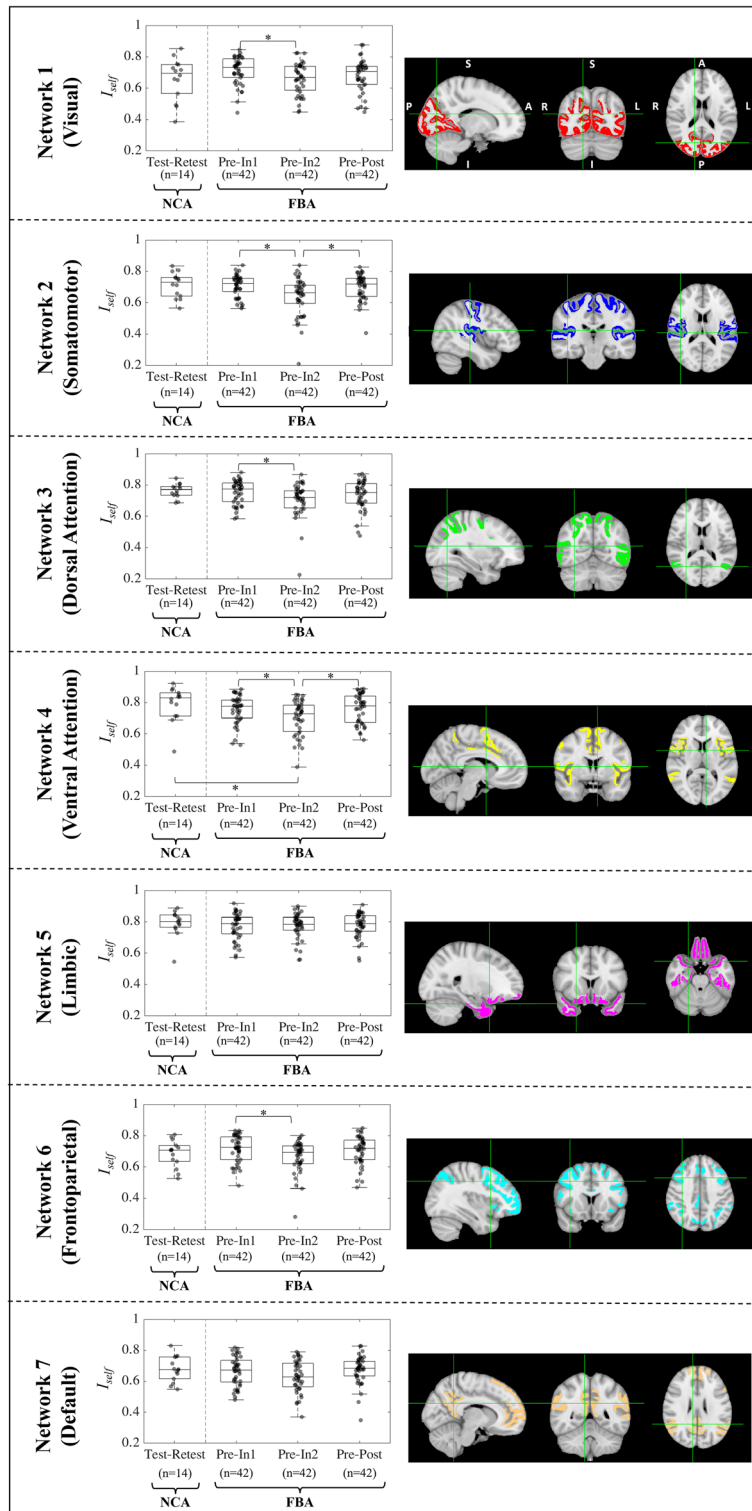 Network 1
(Visual)
I_self
1
0.8
0.6
0.4
0.2
*
Test-Retest Pre-In1 Pre-In2 Pre-Post
(n=14) (n=42) (n=42) (n=42)
NCA FBA
S S A
P A R L R L
I I P
Network 2
(Somatomotor)
I_self
1
0.8
0.6
0.4
0.2
* *
Test-Retest Pre-In1 Pre-In2 Pre-Post
(n=14) (n=42) (n=42) (n=42)
NCA FBA
Network 3
(Dorsal Attention)
I_self
1
0.8
0.6
0.4
0.2
*
Test-Retest Pre-In1 Pre-In2 Pre-Post
(n=14) (n=42) (n=42) (n=42)
NCA FBA
Network 4
(Ventral Attention)
I_self
1
0.8
0.6
0.4
0.2
* *
*
Test-Retest Pre-In1 Pre-In2 Pre-Post
(n=14) (n=42) (n=42) (n=42)
NCA FBA
Network 5
(Limbic)
I_self
1
0.8
0.6
0.4
0.2
Test-Retest Pre-In1 Pre-In2 Pre-Post
(n=14) (n=42) (n=42) (n=42)
NCA FBA
Network 6
(Frontoparietal)
I_self
1
0.8
0.6
0.4
0.2
*
Test-Retest Pre-In1 Pre-In2 Pre-Post
(n=14) (n=42) (n=42) (n=42)
NCA FBA
Network 7
(Default)
I_self
1
0.8
0.6
0.4
0.2
Test-Retest Pre-In1 Pre-In2 Pre-Post
(n=14) (n=42) (n=42) (n=42)
NCA FBA